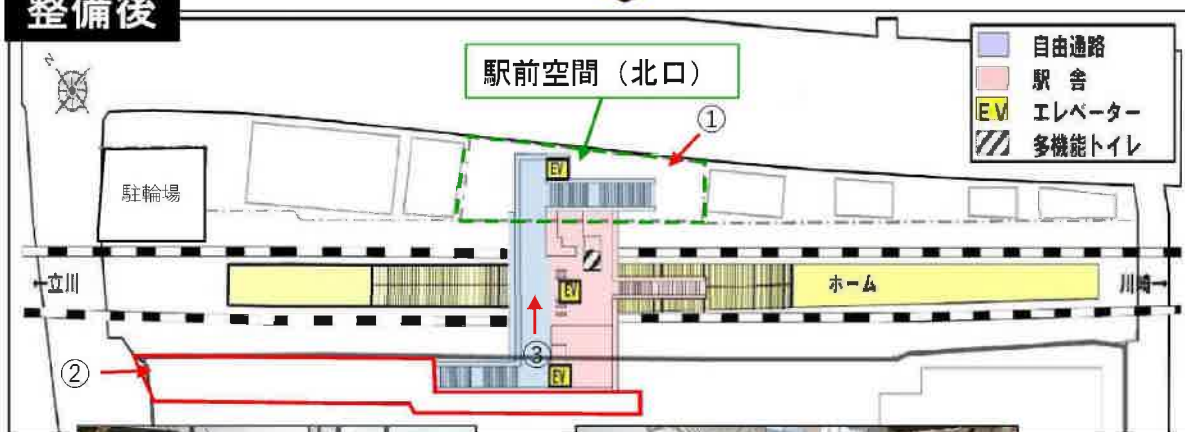 整備後
N
駅前空間（北口）
①
自由通路
駅 舎
EV エレベーター
多機能トイレ
EV
駐輪場
←立川
EV
ホーム
川崎→
③
②
EV